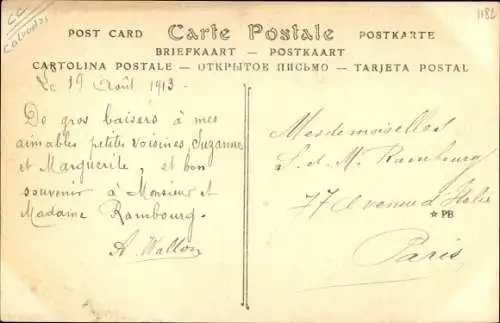 CC
Calvados
1182
POST CARD Carte Postale POSTKARTE
BRIEFKAART — POSTKAART
CARTOLINA POSTALE — ОТКРЫТОЕ ПИСЬМО — TARJETA POSTAL
Le 19 Août 1913.
De gros baisers à mes
aimables petites voisines, Suzanne
et Marguerite, et bon
souvenir à Monsieur et
Madame Rambourg.
A. Wallon
Mesdemoiselles
S. et M. Rambourg
77 Avenue d'Italie
PB
Paris